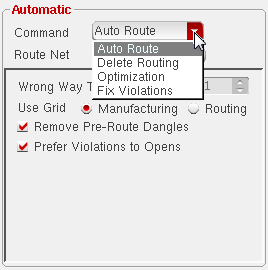 Automatic
Command Auto Route
Route Net Auto Route
Delete Routing
Optimization
Fix Violations
Wrong Way T 1
Use Grid Manufacturing Routing
Remove Pre-Route Dangles
Prefer Violations to Opens